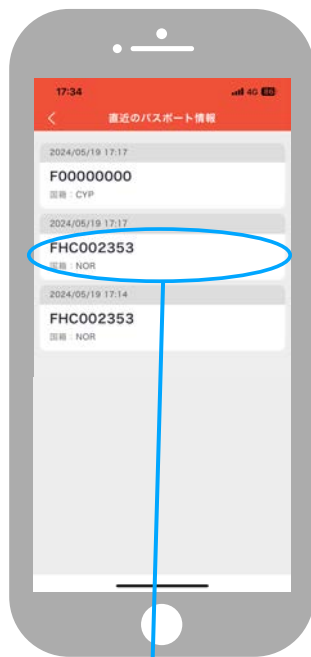 17:34
4G 66
直近のパスポート情報
2024/05/19 17:17
F00000000
国籍：CYP
2024/05/19 17:17
FHC002353
国籍：NOR
2024/05/19 17:14
FHC002353
国籍：NOR